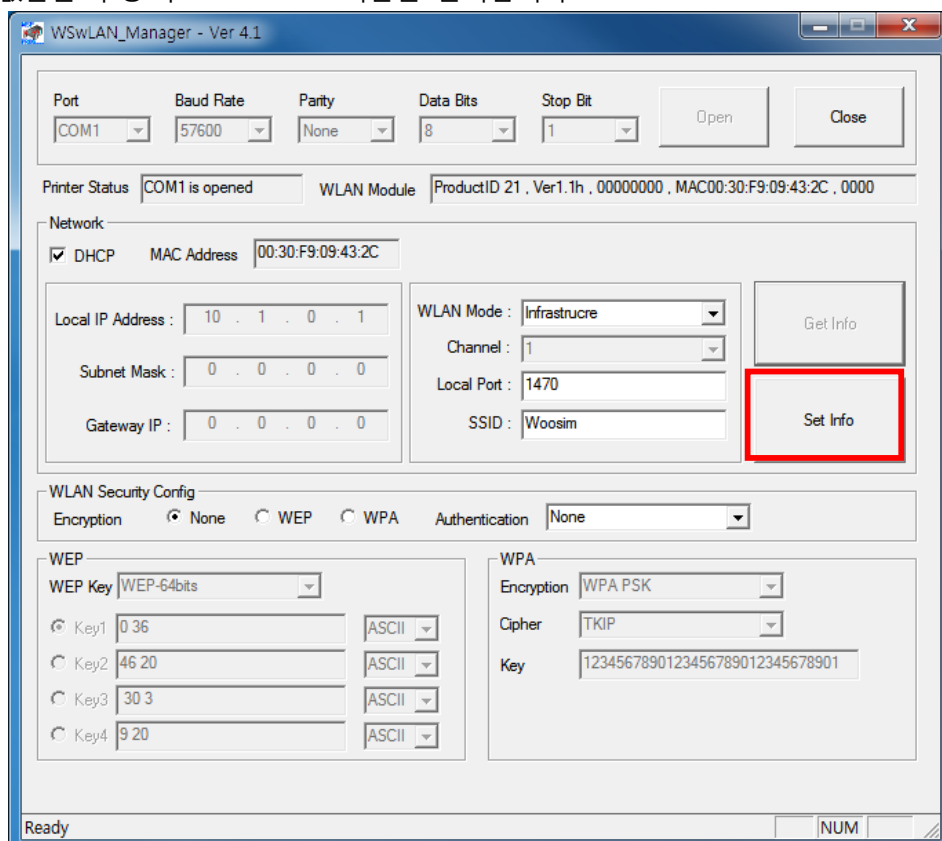 WSwLAN_Manager - Ver 4.1
Port Baud Rate Parity Data Bits Stop Bit
COM1 57600 None 8 1 Open Close
Printer Status COM1 is opened WLAN Module ProductID 21 , Ver1.1h , 00000000 , MAC00:30:F9:09:43:2C , 0000
Network
DHCP MAC Address 00:30:F9:09:43:2C
Local IP Address : 10 . 1 . 0 . 1
Subnet Mask : 0 . 0 . 0 . 0
Gateway IP : 0 . 0 . 0 . 0
WLAN Mode : Infrastrucre
Channel : 1
Local Port : 1470
SSID : Woosim
Get Info
Set Info
WLAN Security Config
Encryption None WEP WPA Authentication None
WEP
WEP Key WEP-64bits
Key1 0 36 ASCII
Key2 46 20 ASCII
Key3 30 3 ASCII
Key4 9 20 ASCII
WPA
Encryption WPA PSK
Cipher TKIP
Key 1234567890123456789012345678901
Ready NUM